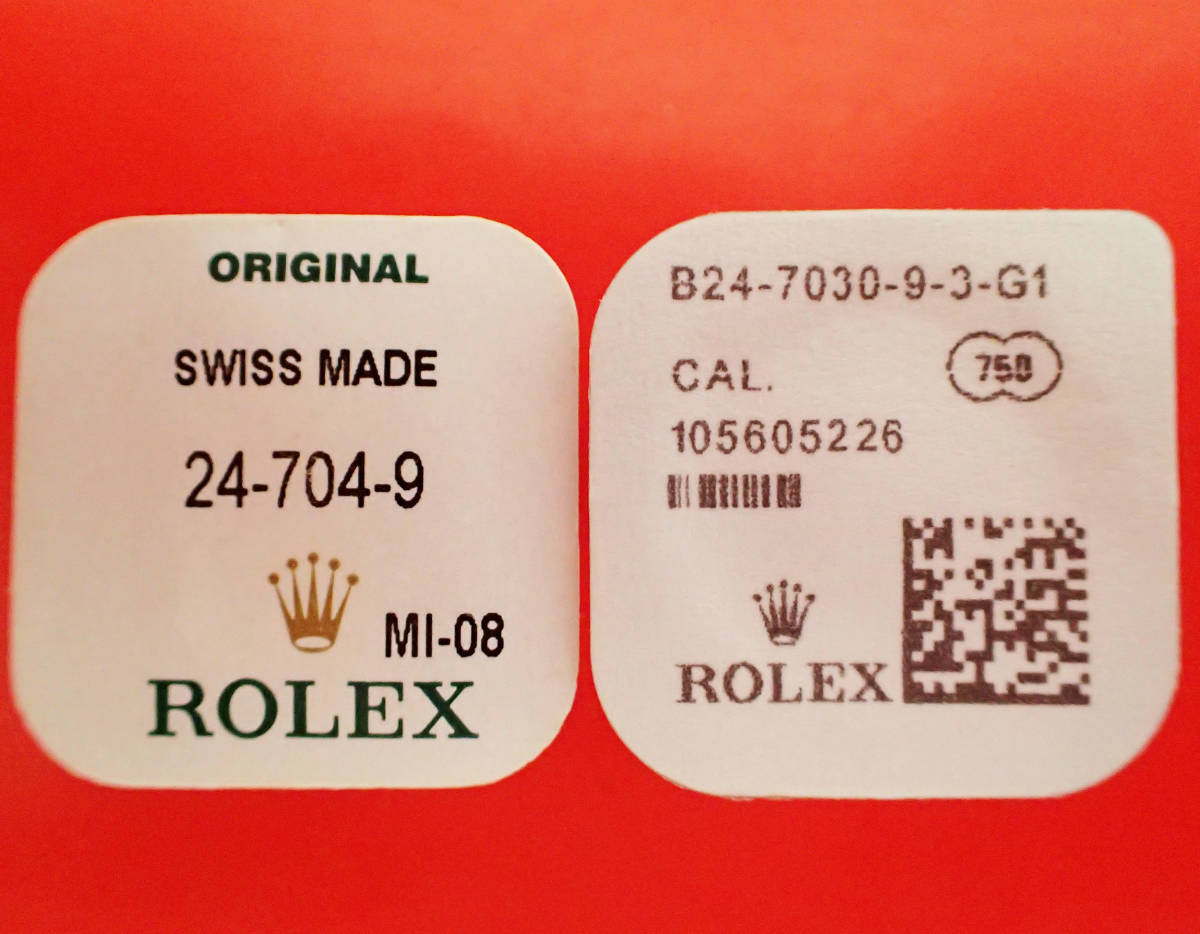 ORIGINAL
SWISS MADE
24-704-9
MI-08
ROLEX
B24-7030-9-3-G1
750
CAL.
105605226
ROLEX